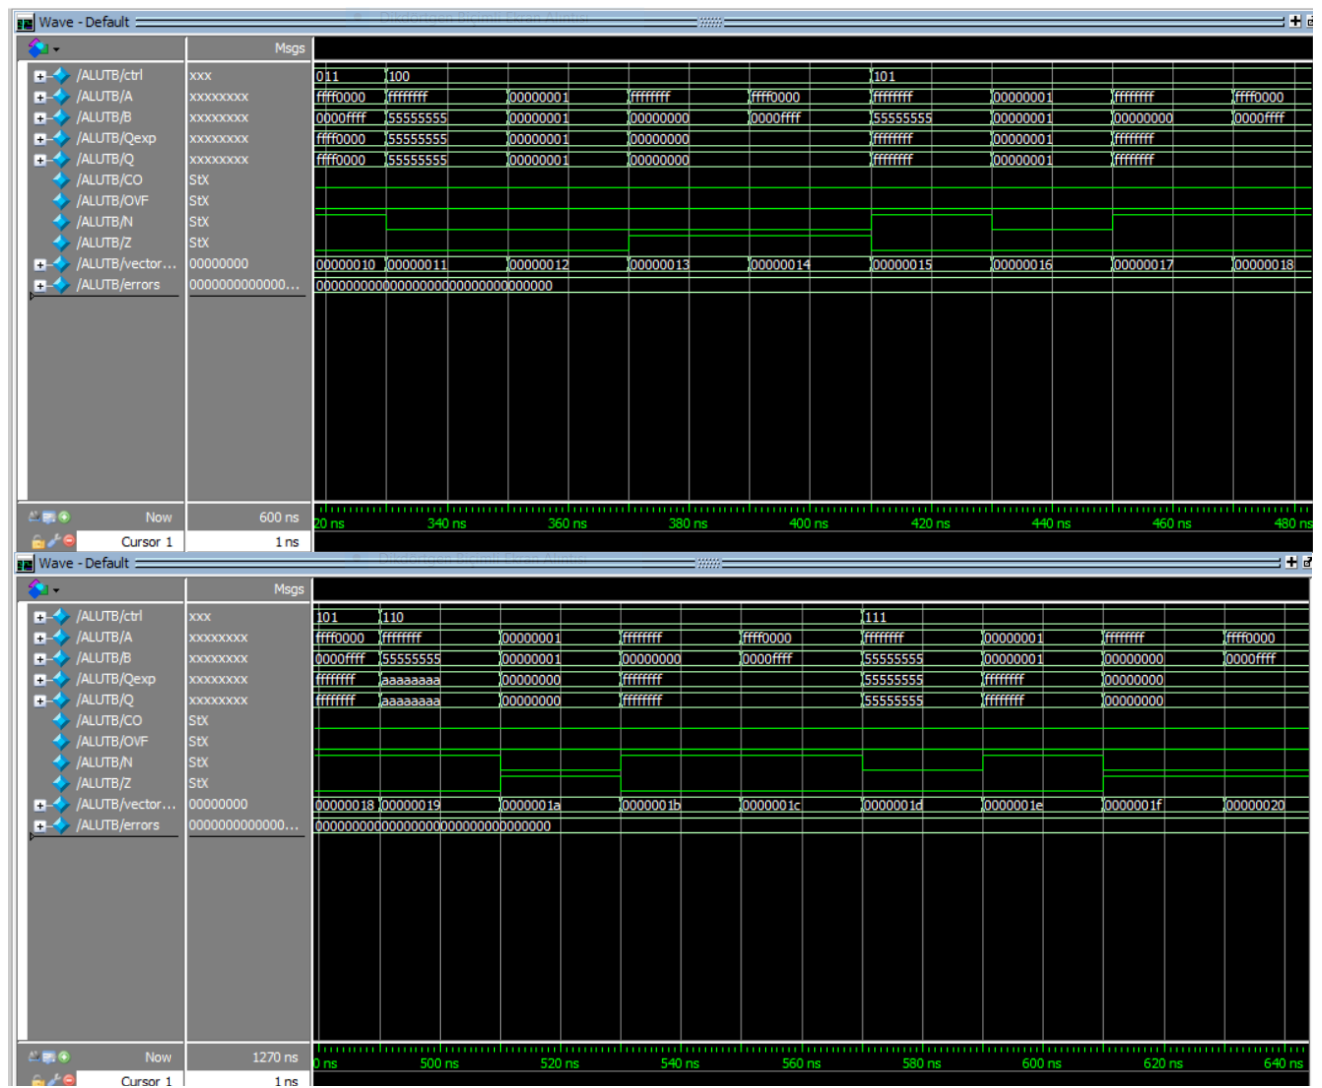 Wave - Default
Msgs
/ALUTB/ctrl xxx 011 100 101
/ALUTB/A xxxxxxxx ffff0000 ffffffff 00000001 ffffffff ffff0000 ffffffff 00000001 ffffffff ffff0000
/ALUTB/B xxxxxxxx 0000ffff 55555555 00000001 00000000 0000ffff 55555555 00000001 00000000 0000ffff
/ALUTB/Qexp xxxxxxxx ffff0000 55555555 00000001 00000000 ffffffff 00000001 ffffffff
/ALUTB/Q xxxxxxxx ffff0000 55555555 00000001 00000000 ffffffff 00000001 ffffffff
/ALUTB/CO StX
/ALUTB/OVF StX
/ALUTB/N StX
/ALUTB/Z StX
/ALUTB/vector... 00000000 00000010 00000011 00000012 00000013 00000014 00000015 00000016 00000017 00000018
/ALUTB/errors 0000000000000... 00000000000000000000000000000000
Now 600 ns 20 ns 340 ns 360 ns 380 ns 400 ns 420 ns 440 ns 460 ns 480 ns
Cursor 1 1 ns
Wave - Default
Msgs
/ALUTB/ctrl xxx 101 110 111
/ALUTB/A xxxxxxxx ffff0000 ffffffff 00000001 ffffffff ffff0000 ffffffff 00000001 ffffffff ffff0000
/ALUTB/B xxxxxxxx 0000ffff 55555555 00000001 00000000 0000ffff 55555555 00000001 00000000 0000ffff
/ALUTB/Qexp xxxxxxxx ffffffff aaaaaaaa 00000000 ffffffff 55555555 ffffffff 00000000
/ALUTB/Q xxxxxxxx ffffffff aaaaaaaa 00000000 ffffffff 55555555 ffffffff 00000000
/ALUTB/CO StX
/ALUTB/OVF StX
/ALUTB/N StX
/ALUTB/Z StX
/ALUTB/vector... 00000000 00000018 00000019 0000001a 0000001b 0000001c 0000001d 0000001e 0000001f 00000020
/ALUTB/errors 0000000000000... 00000000000000000000000000000000
Now 1270 ns 0 ns 500 ns 520 ns 540 ns 560 ns 580 ns 600 ns 620 ns 640 ns
Cursor 1 1 ns